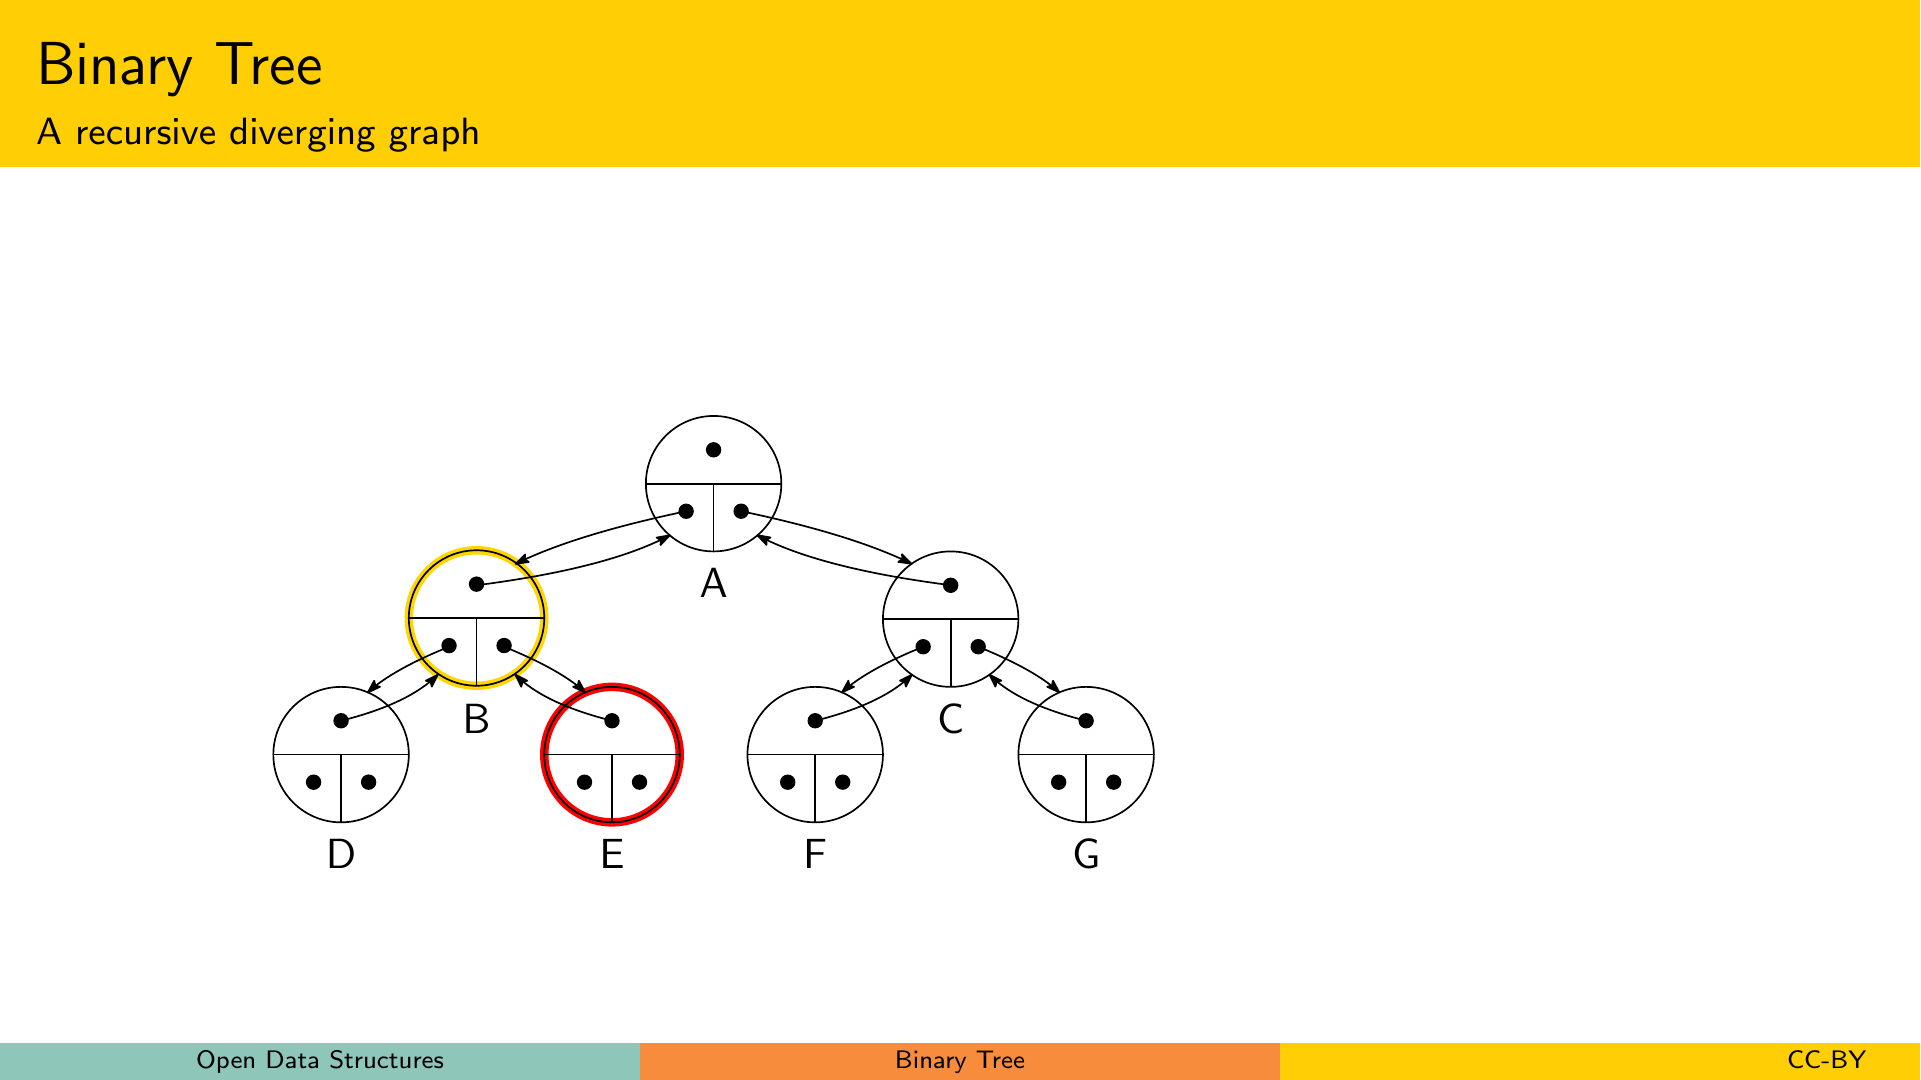 Binary Tree
A recursive diverging graph
A
B
C
D
E
F
G
Open Data Structures
Binary Tree
CC-BY